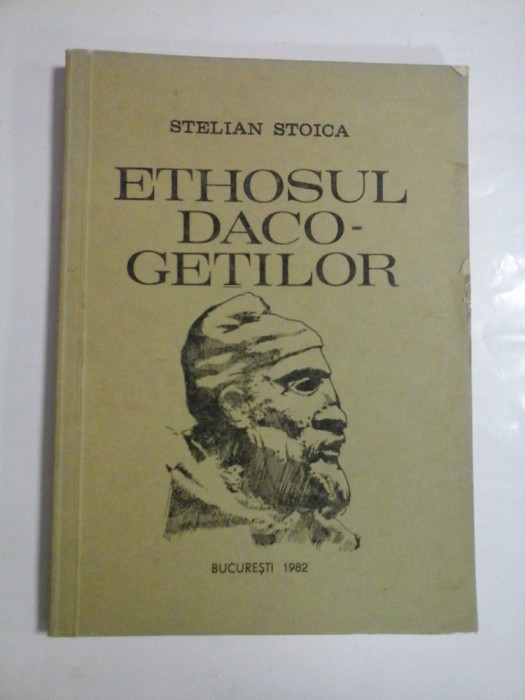 STELIAN STOICA
ETHOSUL
DACO-
GETILOR
BUCUREȘTI 1982